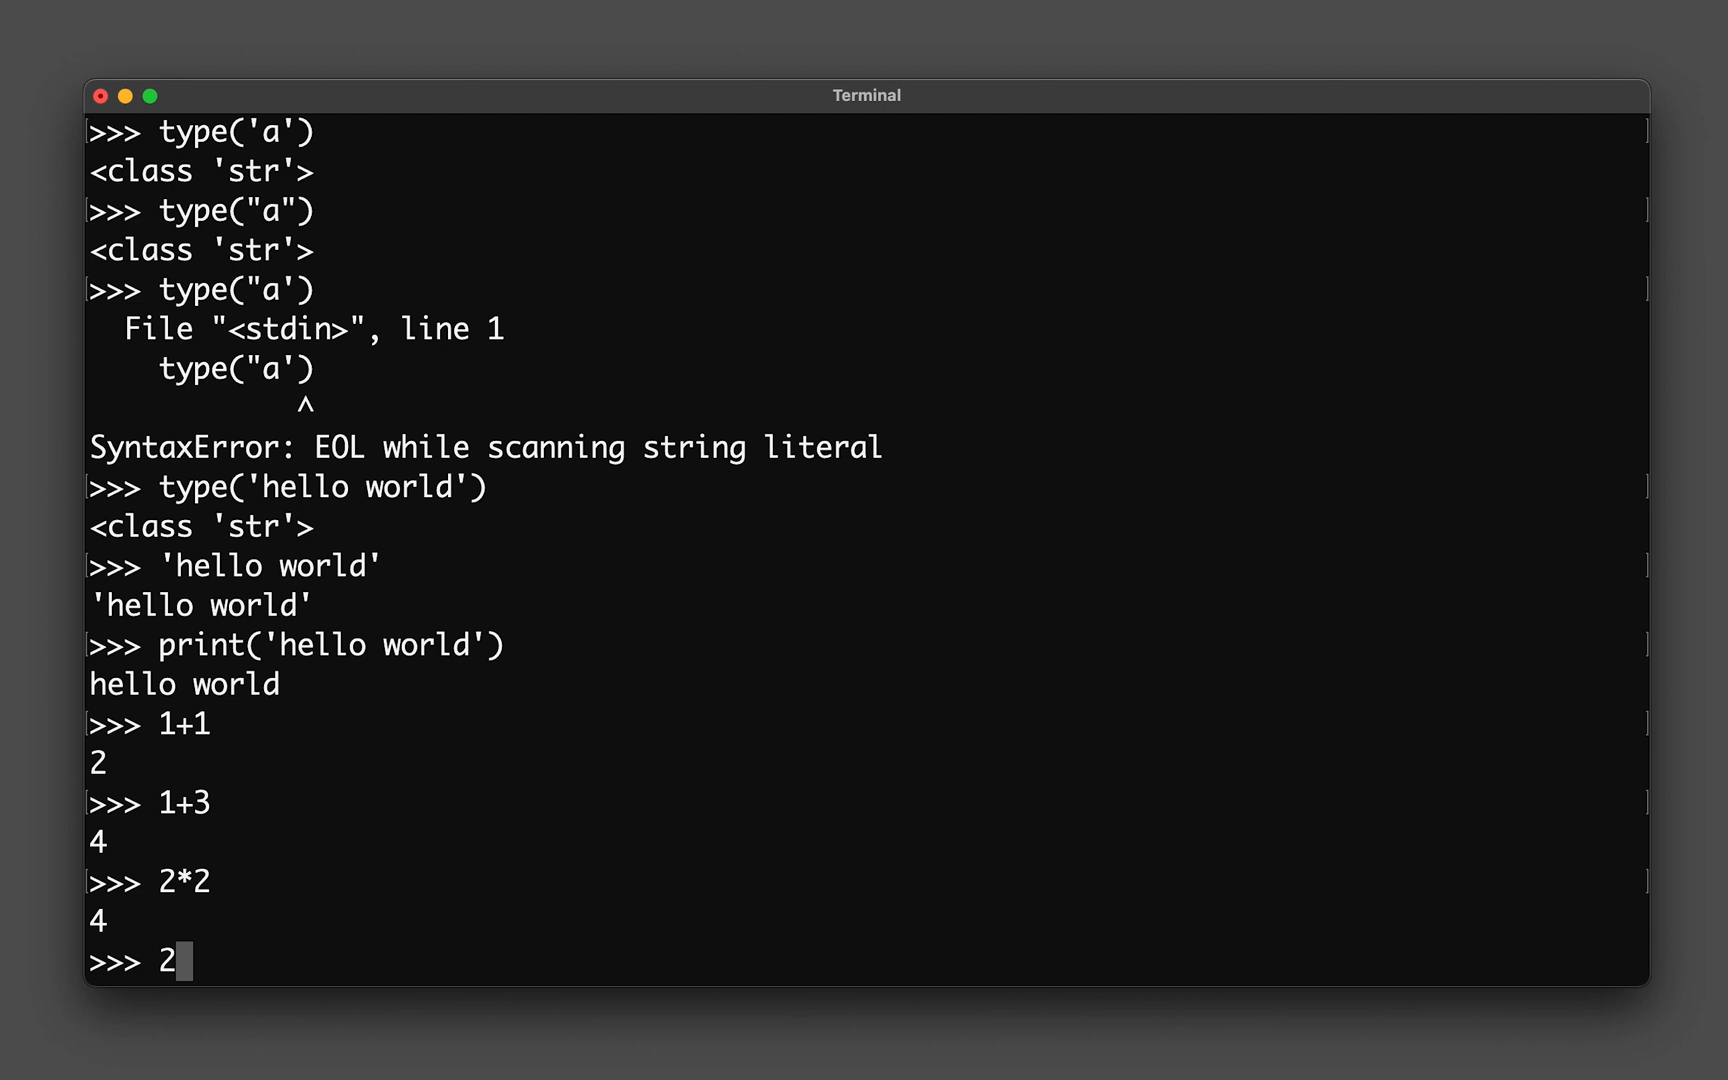 Terminal
>>> type('a')
<class 'str'>
>>> type("a")
<class 'str'>
>>> type("a')
  File "<stdin>", line 1
    type("a')
            ^
SyntaxError: EOL while scanning string literal
>>> type('hello world')
<class 'str'>
>>> 'hello world'
'hello world'
>>> print('hello world')
hello world
>>> 1+1
2
>>> 1+3
4
>>> 2*2
4
>>> 2